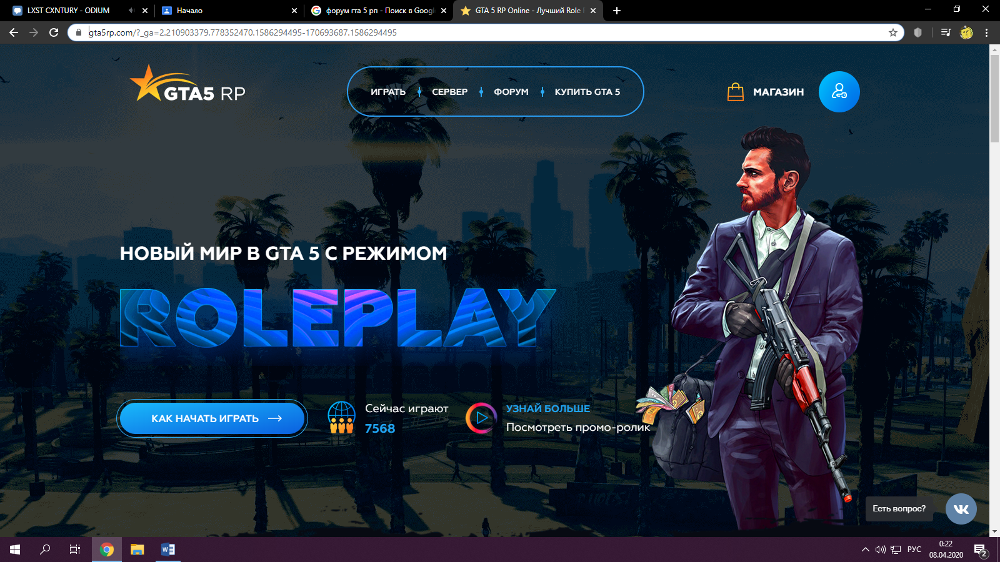 LXST CXNTURY - ODIUM
Начало
форум гта 5 рп - Поиск в Googl
GTA 5 RP Online - Лучший Role
gta5rp.com/?_ga=2.210903379.778352470.1586294495-170693687.1586294495
GTA5 RP
ИГРАТЬ
СЕРВЕР
ФОРУМ
КУПИТЬ GTA 5
МАГАЗИН
НОВЫЙ МИР В GTA 5 С РЕЖИМОМ
ROLEPLAY
КАК НАЧАТЬ ИГРАТЬ
Сейчас играют
7568
УЗНАЙ БОЛЬШЕ
Посмотреть промо-ролик
Есть вопрос?
РУС
0:22
08.04.2020
2